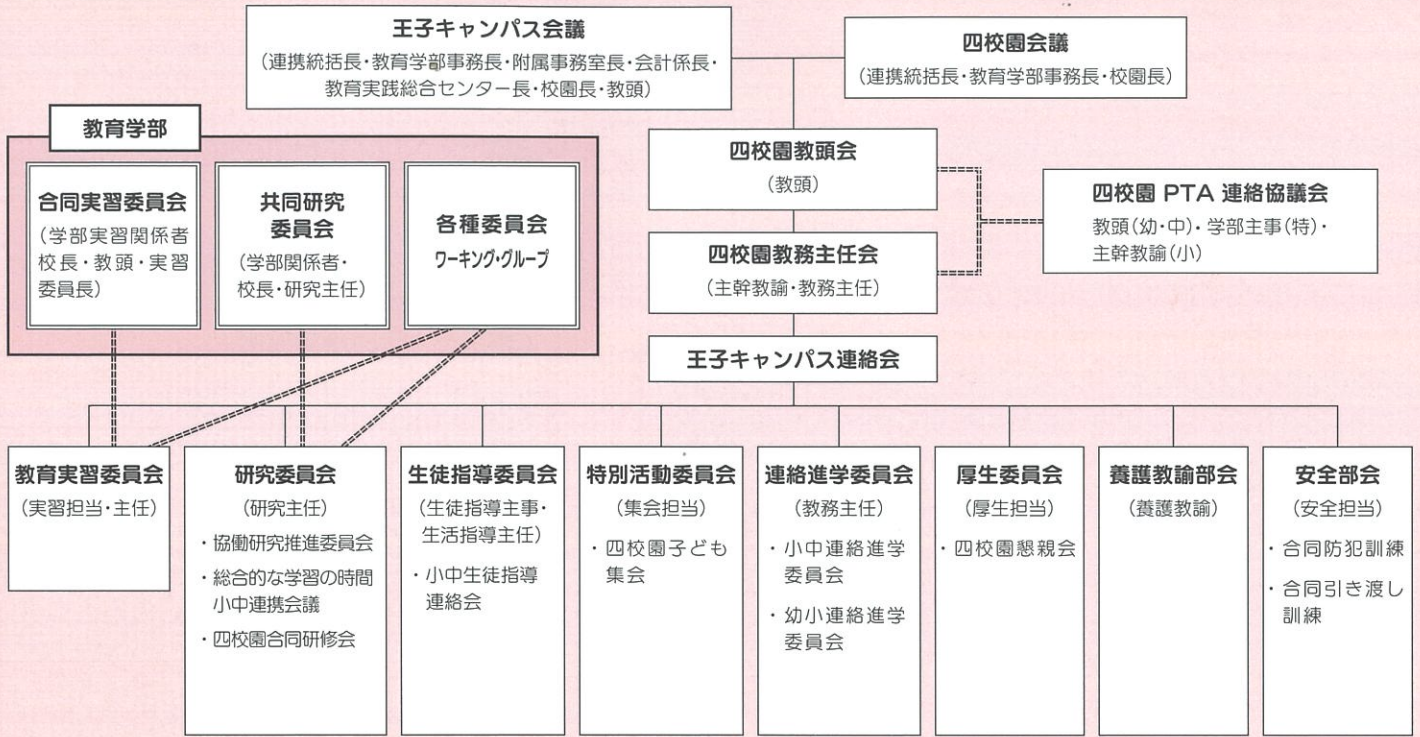 王子キャンパス会議
(連携統括長・教育学部事務長・附属事務室長・会計係長・
教育実践総合センター長・校園長・教頭)
四校園会議
(連携統括長・教育学部事務長・校園長)
教育学部
合同実習委員会
(学部実習関係者
校長・教頭・実習
委員長)
共同研究
委員会
(学部関係者・
校長・研究主任)
各種委員会
ワーキング・グループ
四校園教頭会
(教頭)
四校園 PTA 連絡協議会
教頭(幼・中)・学部主事(特)・
主幹教諭(小)
四校園教務主任会
(主幹教諭・教務主任)
王子キャンパス連絡会
教育実習委員会
(実習担当・主任)
研究委員会
(研究主任)
・協働研究推進委員会
・総合的な学習の時間
小中連携会議
・四校園合同研修会
生徒指導委員会
(生徒指導主事・
生活指導主任)
・小中生徒指導
連絡会
特別活動委員会
(集会担当)
・四校園子ども
集会
連絡進学委員会
(教務主任)
・小中連絡進学
委員会
・幼小連絡進学
委員会
厚生委員会
(厚生担当)
・四校園懇親会
養護教諭部会
(養護教諭)
安全部会
(安全担当)
・合同防犯訓練
・合同引き渡し
訓練